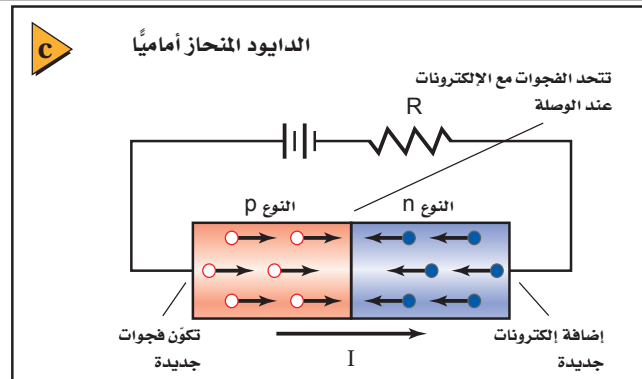 c
الدايود المنحاز أماميًّا
تتحد الفجوات مع الإلكترونات
عند الوصلة
R
النوع p
النوع n
تكوّن فجوات
جديدة
I
إضافة إلكترونات
جديدة